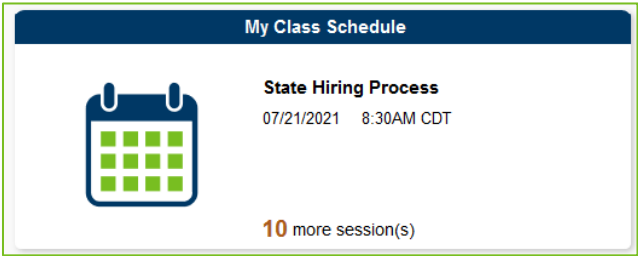 My Class Schedule
State Hiring Process
07/21/2021 8:30AM CDT
10 more session(s)